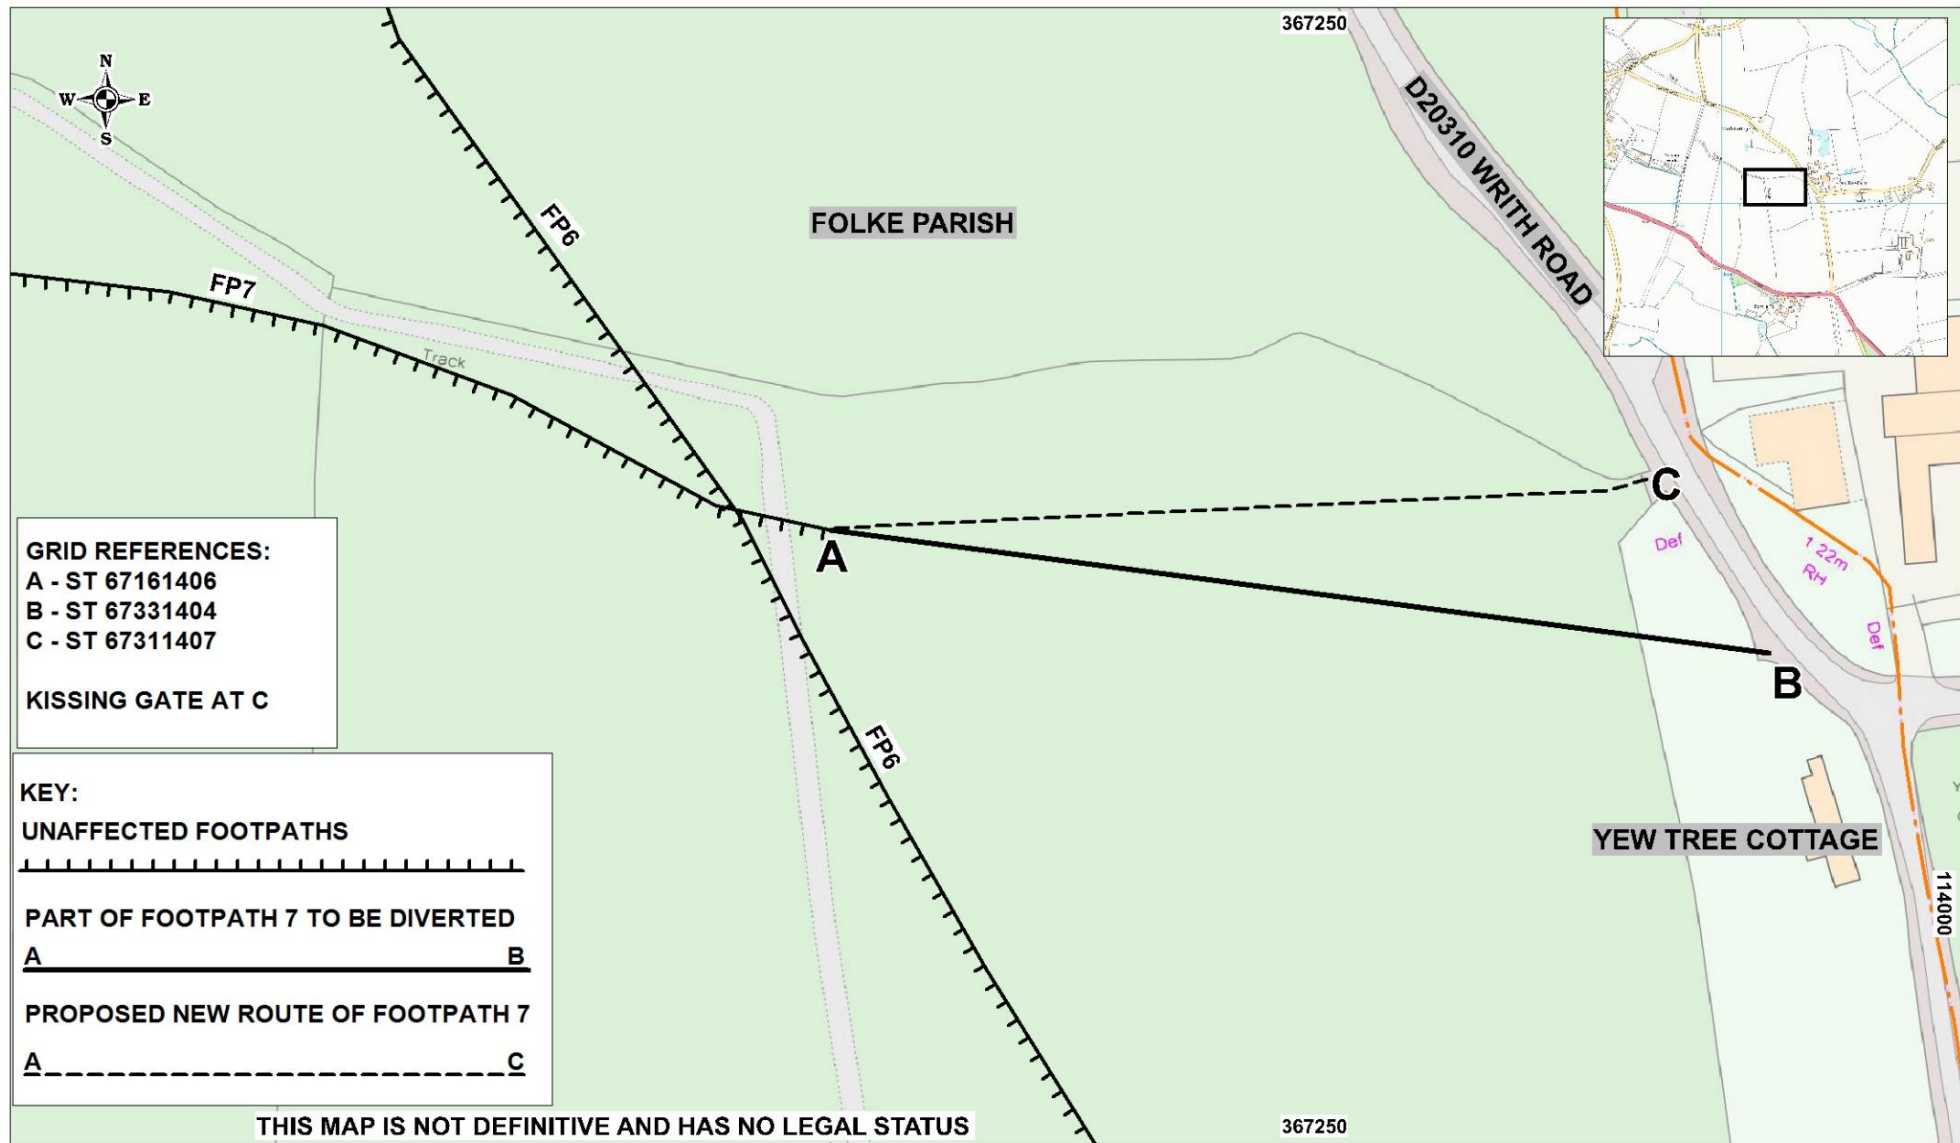 367250
N
W E
S
D20310 WRITH ROAD
FP6
FOLKE PARISH
FP7
Track
C
A
Def
1 22m
RH
Def
B
GRID REFERENCES:
A - ST 67161406
B - ST 67331404
C - ST 67311407
KISSING GATE AT C
FP6
KEY:
UNAFFECTED FOOTPATHS
PART OF FOOTPATH 7 TO BE DIVERTED
A B
PROPOSED NEW ROUTE OF FOOTPATH 7
A C
YEW TREE COTTAGE
114000
THIS MAP IS NOT DEFINITIVE AND HAS NO LEGAL STATUS
367250